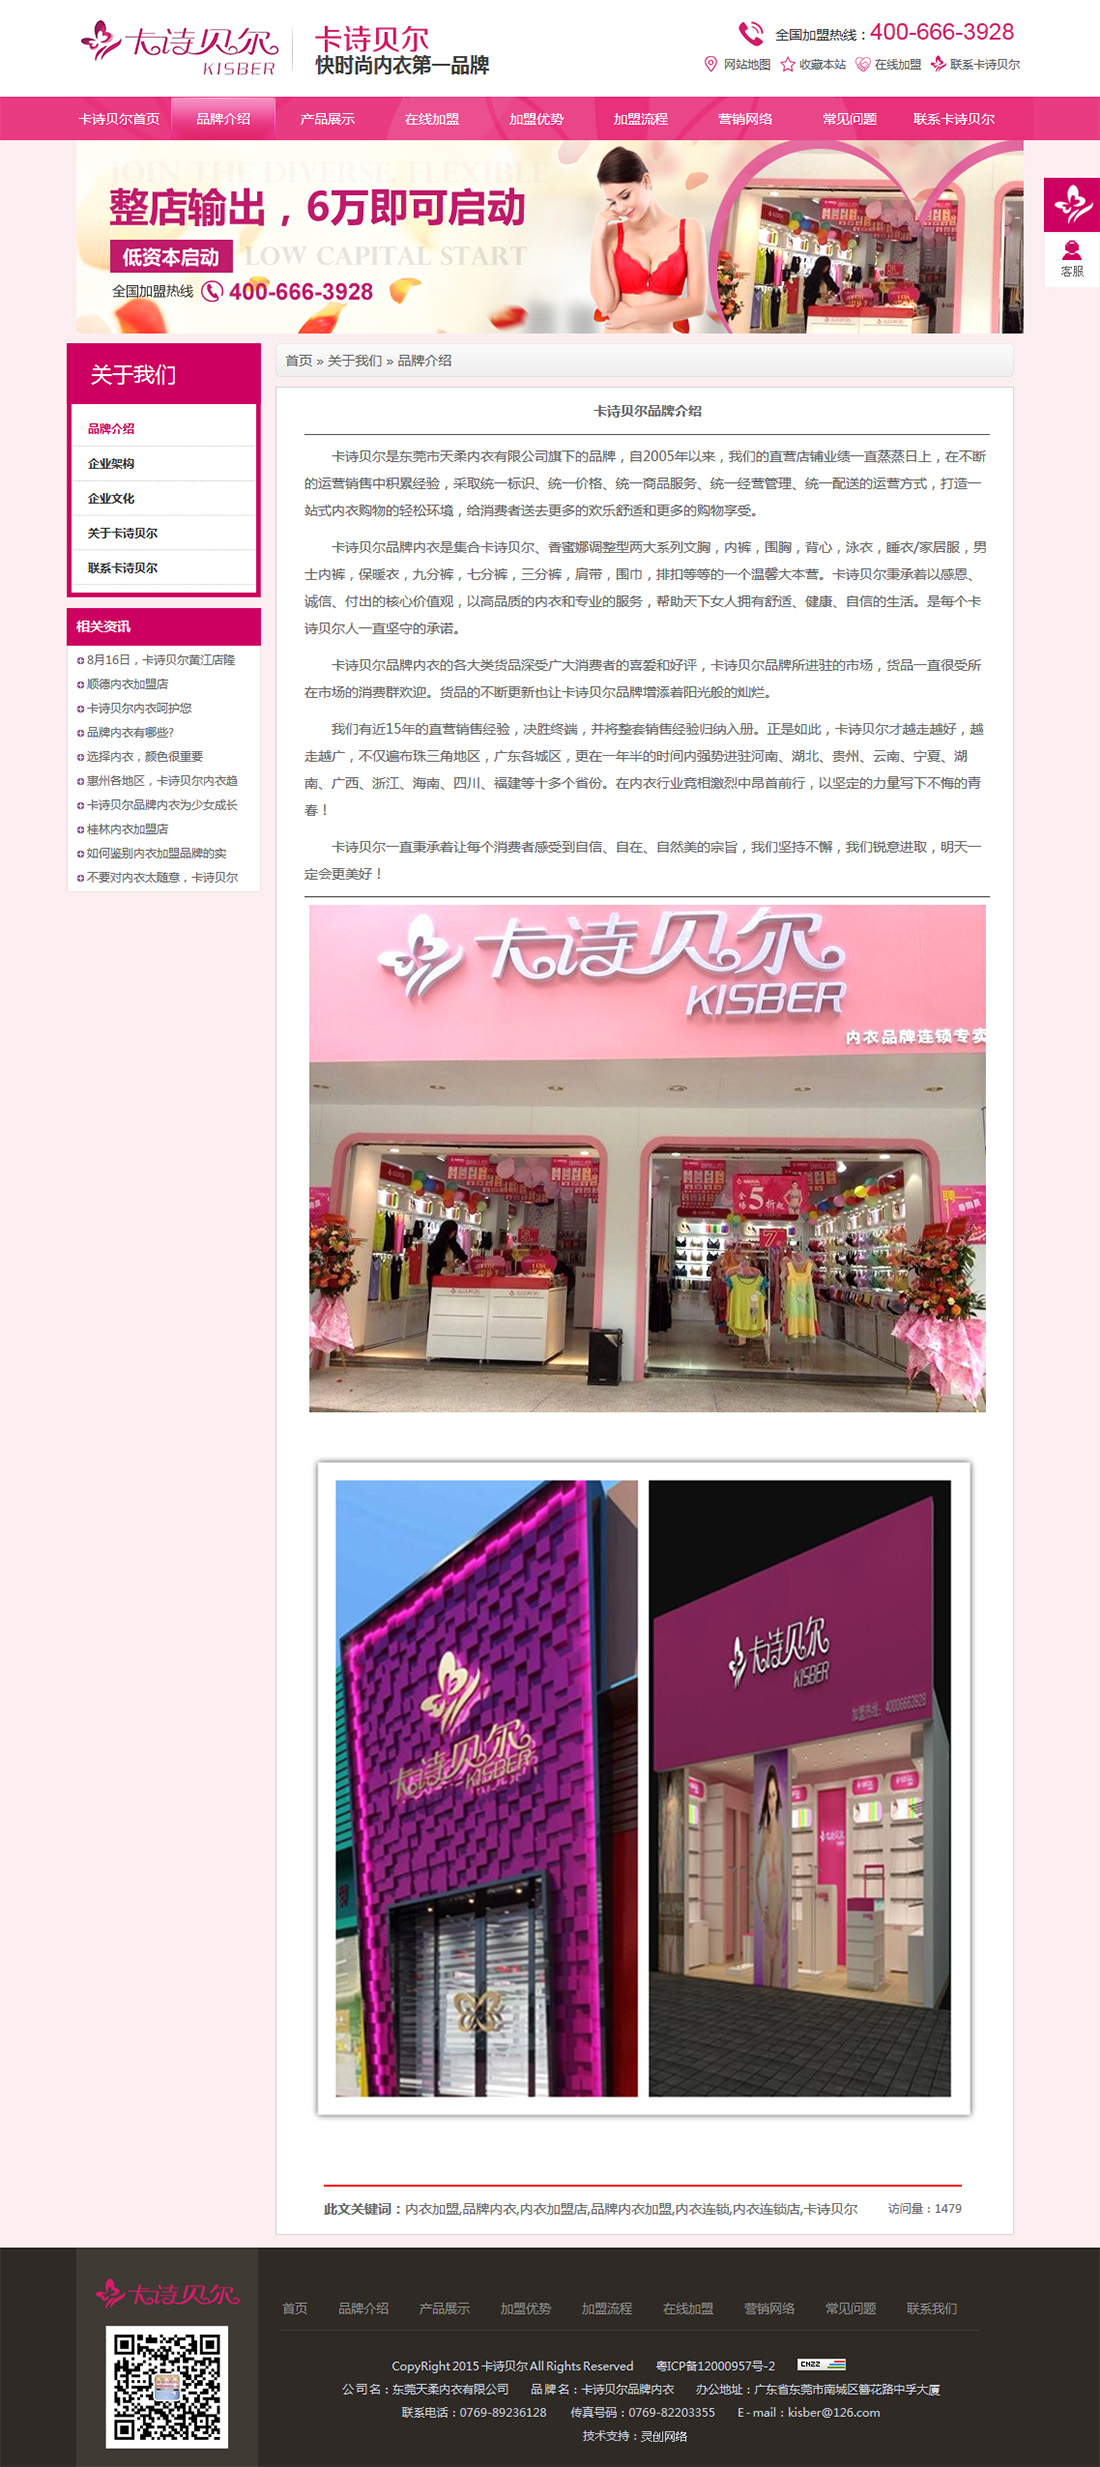 卡诗贝尔
KISBER
卡诗贝尔
快时尚内衣第一品牌
全国加盟热线：400-666-3928
网站地图 收藏本站 在线加盟 联系卡诗贝尔
卡诗贝尔首页 品牌介绍 产品展示 在线加盟 加盟优势 加盟流程 营销网络 常见问题 联系卡诗贝尔
JOIN THE DIVERSE, FLEXIBLE
整店输出，6万即可启动
低资本启动 LOW CAPITAL START
全国加盟热线 400-666-3928
客服
关于我们
品牌介绍
企业架构
企业文化
关于卡诗贝尔
联系卡诗贝尔
相关资讯
8月16日，卡诗贝尔黄江店隆
顺德内衣加盟店
卡诗贝尔内衣呵护您
品牌内衣有哪些?
选择内衣，颜色很重要
惠州各地区，卡诗贝尔内衣趋
卡诗贝尔品牌内衣为少女成长
桂林内衣加盟店
如何鉴别内衣加盟品牌的实
不要对内衣太随意，卡诗贝尔
首页 » 关于我们 » 品牌介绍
卡诗贝尔品牌介绍
卡诗贝尔是东莞市天柔内衣有限公司旗下的品牌，自2005年以来，我们的直营店铺业绩一直蒸蒸日上，在不断
的运营销售中积累经验，采取统一标识、统一价格、统一商品服务、统一经营管理、统一配送的运营方式，打造一
站式内衣购物的轻松环境，给消费者送去更多的欢乐舒适和更多的购物享受。
卡诗贝尔品牌内衣是集合卡诗贝尔、香蜜娜调整型两大系列文胸，内裤，围胸，背心，泳衣，睡衣/家居服，男
士内裤，保暖衣，九分裤，七分裤，三分裤，肩带，围巾，排扣等等的一个温馨大本营。卡诗贝尔秉承着以感恩、
诚信、付出的核心价值观，以高品质的内衣和专业的服务，帮助天下女人拥有舒适、健康、自信的生活。是每个卡
诗贝尔人一直坚守的承诺。
卡诗贝尔品牌内衣的各大类货品深受广大消费者的喜爱和好评，卡诗贝尔品牌所进驻的市场，货品一直很受所
在市场的消费群欢迎。货品的不断更新也让卡诗贝尔品牌增添着阳光般的灿烂。
我们有近15年的直营销售经验，决胜终端，并将整套销售经验归纳入册。正是如此，卡诗贝尔才越走越好，越
走越广，不仅遍布珠三角地区，广东各城区，更在一年半的时间内强势进驻河南、湖北、贵州、云南、宁夏、湖
南、广西、浙江、海南、四川、福建等十多个省份。在内衣行业竞相激烈中昂首前行，以坚定的力量写下不悔的青
春！
卡诗贝尔一直秉承着让每个消费者感受到自信、自在、自然美的宗旨，我们坚持不懈，我们锐意进取，明天一
定会更美好！
卡诗贝尔
KISBER
内衣品牌连锁专卖
全场5折起
7
卡诗贝尔
KISBER
卡诗贝尔
KISBER
加盟热线：4000663928
此文关键词：内衣加盟,品牌内衣,内衣加盟店,品牌内衣加盟,内衣连锁,内衣连锁店,卡诗贝尔 访问量：1479
卡诗贝尔
首页 品牌介绍 产品展示 加盟优势 加盟流程 在线加盟 营销网络 常见问题 联系我们
CopyRight 2015 卡诗贝尔 All Rights Reserved 粤ICP备12000957号-2 CNZZ
公司名：东莞天柔内衣有限公司 品牌名：卡诗贝尔品牌内衣 办公地址：广东省东莞市南城区簪花路中孚大厦
联系电话：0769-89236128 传真号码：0769-82203355 E-mail：kisber@126.com
技术支持：灵创网络